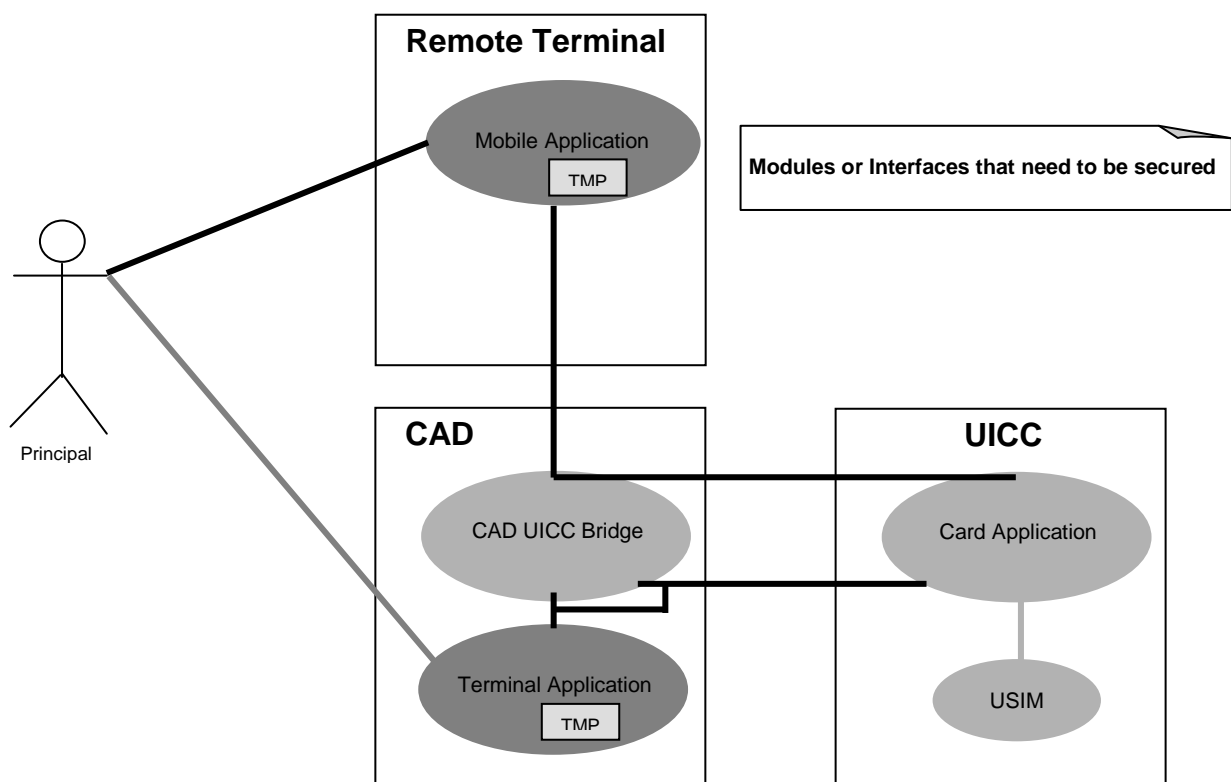 Remote Terminal
Mobile Application
TMP
Modules or Interfaces that need to be secured
Principal
CAD
UICC
CAD UICC Bridge
Card Application
Terminal Application
TMP
USIM